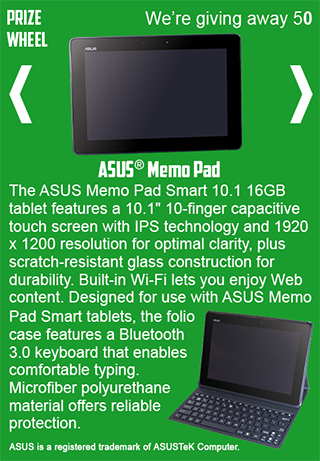 PRIZE
WHEEL
We're giving away 50
ASUS
ASUS® Memo Pad
The ASUS Memo Pad Smart 10.1 16GB
tablet features a 10.1" 10-finger capacitive
touch screen with IPS technology and 1920
x 1200 resolution for optimal clarity, plus
scratch-resistant glass construction for
durability. Built-in Wi-Fi lets you enjoy Web
content. Designed for use with ASUS Memo
Pad Smart tablets, the folio
case features a Bluetooth
3.0 keyboard that enables
comfortable typing.
Microfiber polyurethane
material offers reliable
protection.
ASUS is a registered trademark of ASUSTeK Computer.